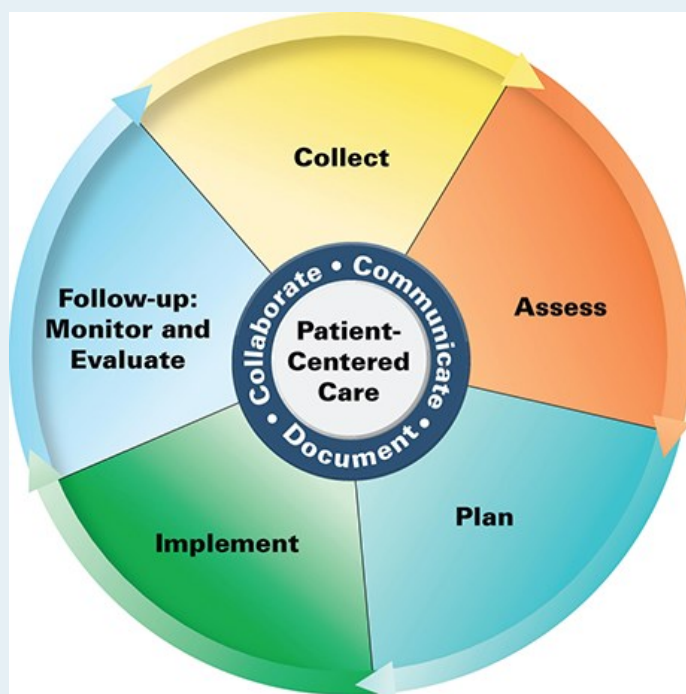 Collect
Assess
Plan
Implement
Follow-up:
Monitor and
Evaluate
Collaborate • Communicate • Document •
Patient-
Centered
Care